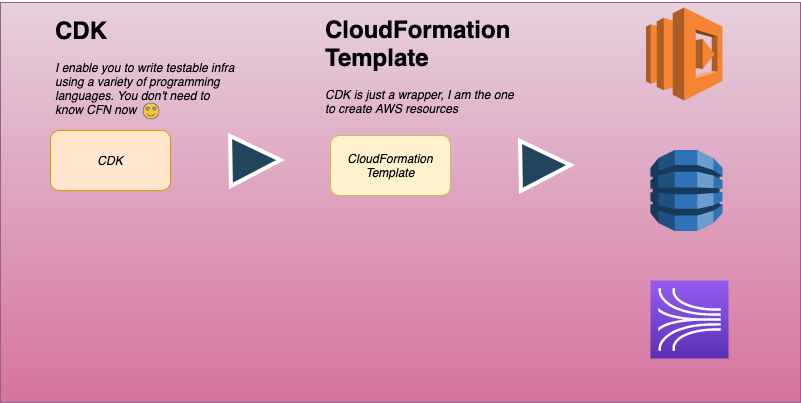 CDK
I enable you to write testable infra
using a variety of programming
languages. You don't need to
know CFN now
CDK
CloudFormation
Template
CDK is just a wrapper, I am the one
to create AWS resources
CloudFormation
Template